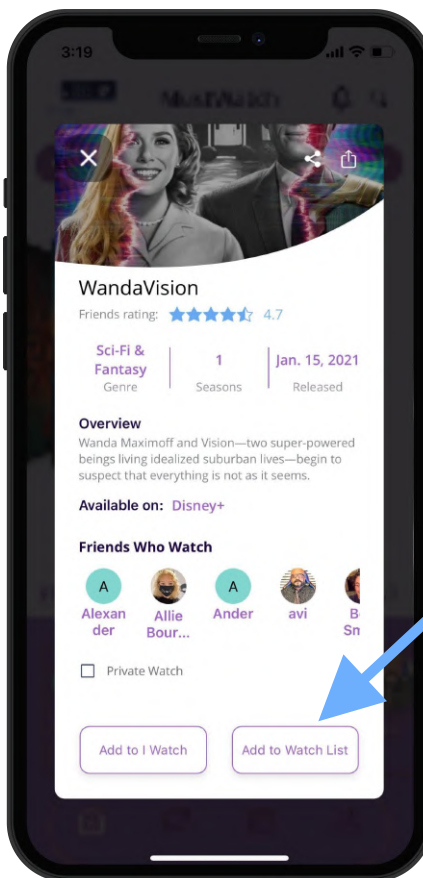 3:19
MustWatch
WandaVision
Friends rating: 4.7
Sci-Fi & Fantasy
Genre
1
Seasons
Jan. 15, 2021
Released
Overview
Wanda Maximoff and Vision—two super-powered
beings living idealized suburban lives—begin to
suspect that everything is not as it seems.
Available on: Disney+
Friends Who Watch
A
A
Alexan
der
Allie
Bour...
Ander
avi
Private Watch
Add to I Watch
Add to Watch List